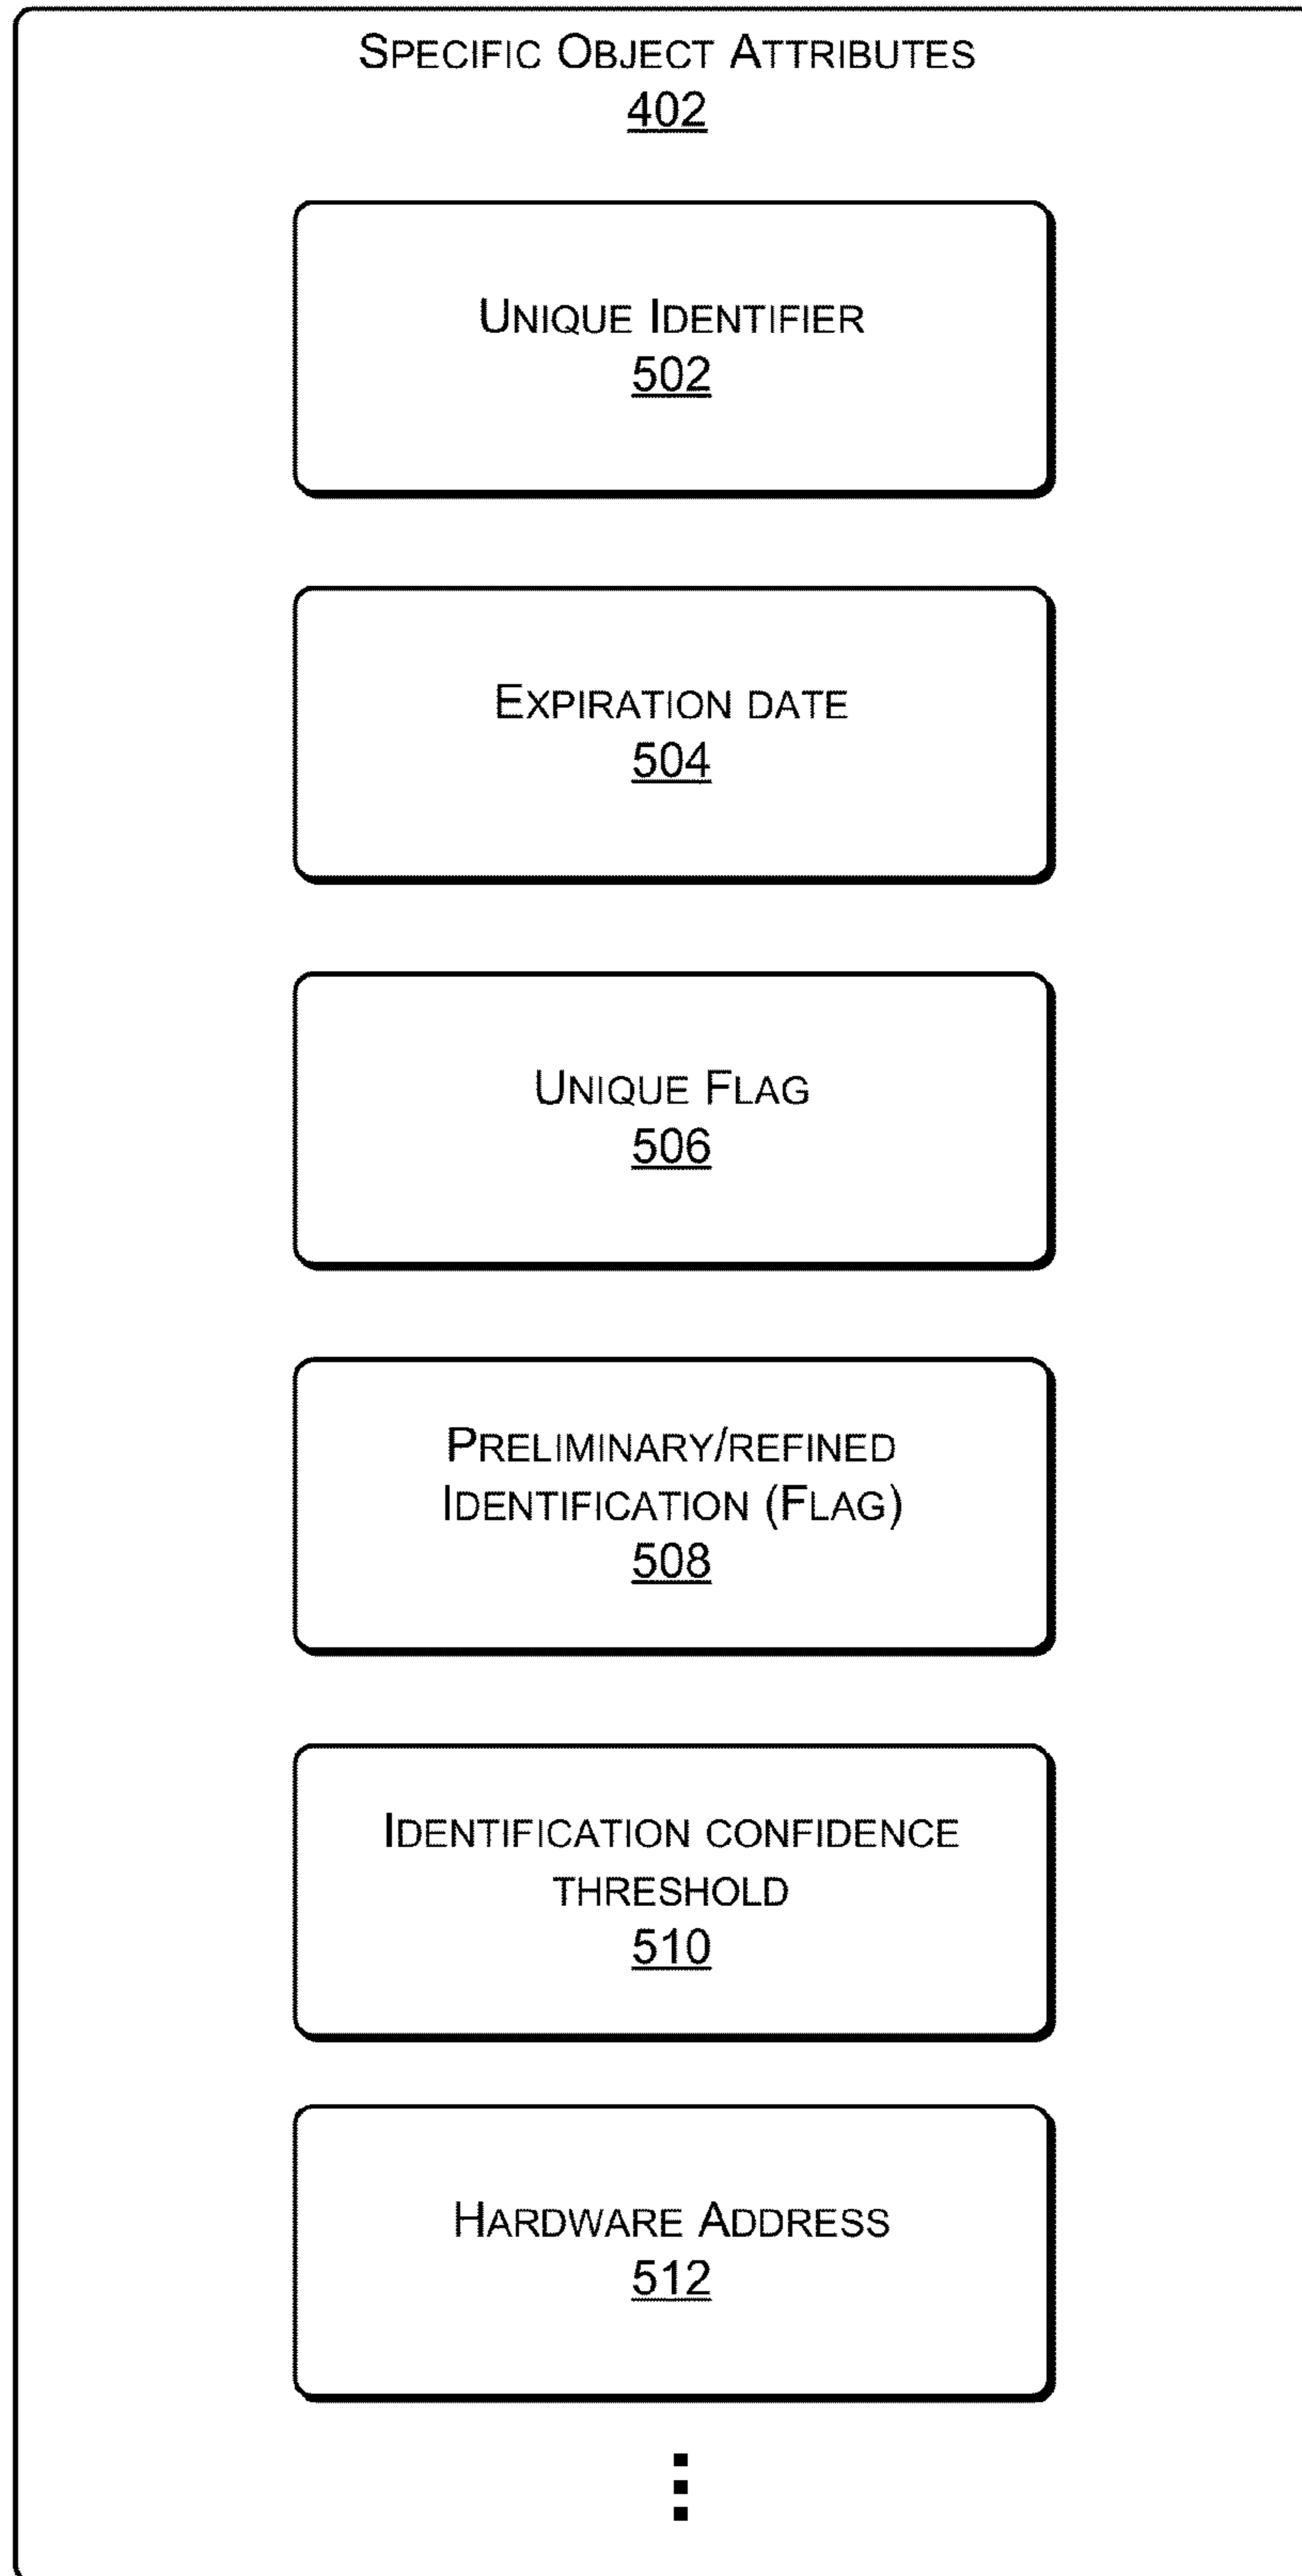 SPECIFIC OBJECT ATTRIBUTES
402
UNIQUE IDENTIFIER
502
EXPIRATION DATE
504
UNIQUE FLAG
506
PRELIMINARY/REFINED
IDENTIFICATION (FLAG)
508
IDENTIFICATION CONFIDENCE
THRESHOLD
510
HARDWARE ADDRESS
512